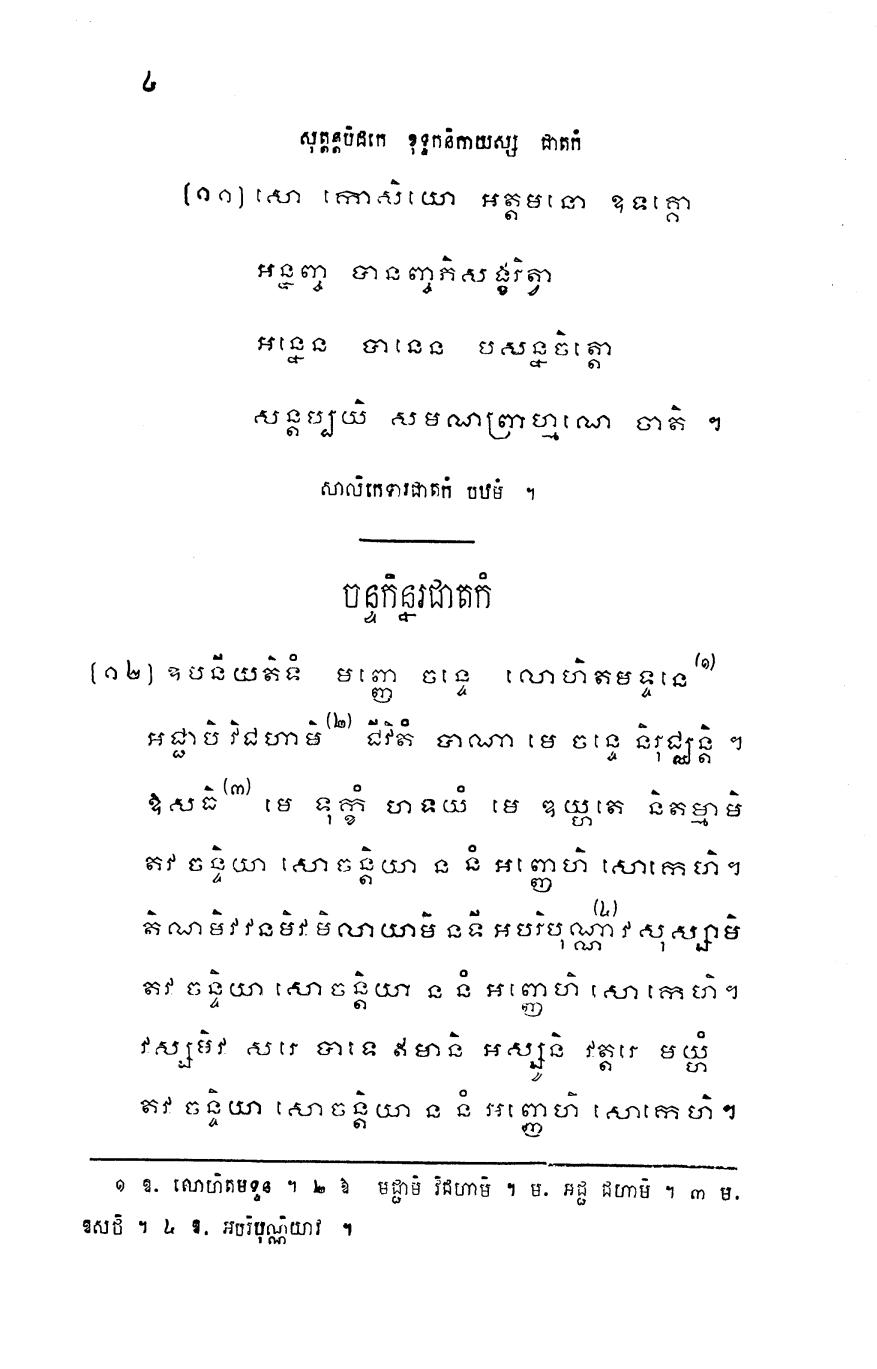 ៤
សុត្តន្តបិដកេ ខុទ្ទកនិកាយស្ស ជាតកំ
(១១) សោ កោសិយោ អត្តមនោ ឧទគ្គោ
អន្នញ្ច បានញ្ចភិសង្ខរិត្វា
អន្នេន បានេន បសន្នចិត្តោ
សន្តប្បយិ សមណព្រាហ្មណេ ចាតិ ។
សាលិកេទារជាតកំ បឋមំ ។
ចន្ទកិន្នរជាតកំ
(១២) ឧបនីយតិទំ មញ្ញេ ចន្ទេ លោហិតមទ្ទនេ(១)
អជ្ជាបិ វិជហាមិ(២) ជីវិតំ បាណា មេ ចន្ទេ និរុជ្ឈន្តិ ។
ឱសធិ(៣) មេ ទុក្ខំ ហទយំ មេ ឌយ្ហតេ និតម្មាមិ
តវ ចន្ទិយា សោចន្តិយា ន នំ អញ្ញេហិ សោកេហិ។
តិណមិវវនមិវ មិលាយាមិ នទី អបរិបុណ្ណា(៤)វ សុស្សាមិ
តវ ចន្ទិយា សោចន្តិយា ន នំ អញ្ញេហិ សោកេហិ។
វស្សមិវ សរេ បាទេ ឥមានិ អស្សូនិ វត្តរេ មយ្ហំ
តវ ចន្ទិយា សោចន្តិយា ន នំ អញ្ញេហិ សោកេហិ។
១ ឱ. លោហិតមទ្ទន ។ ២ ឱ មជ្ជាមិ វិជហាមិ ។ ម. អជ្ជ ជហាមិ ។ ៣ ម.
ឱសឋិ ។ ៤ ឱ. អបរិបុណ្ណិយាវ ។